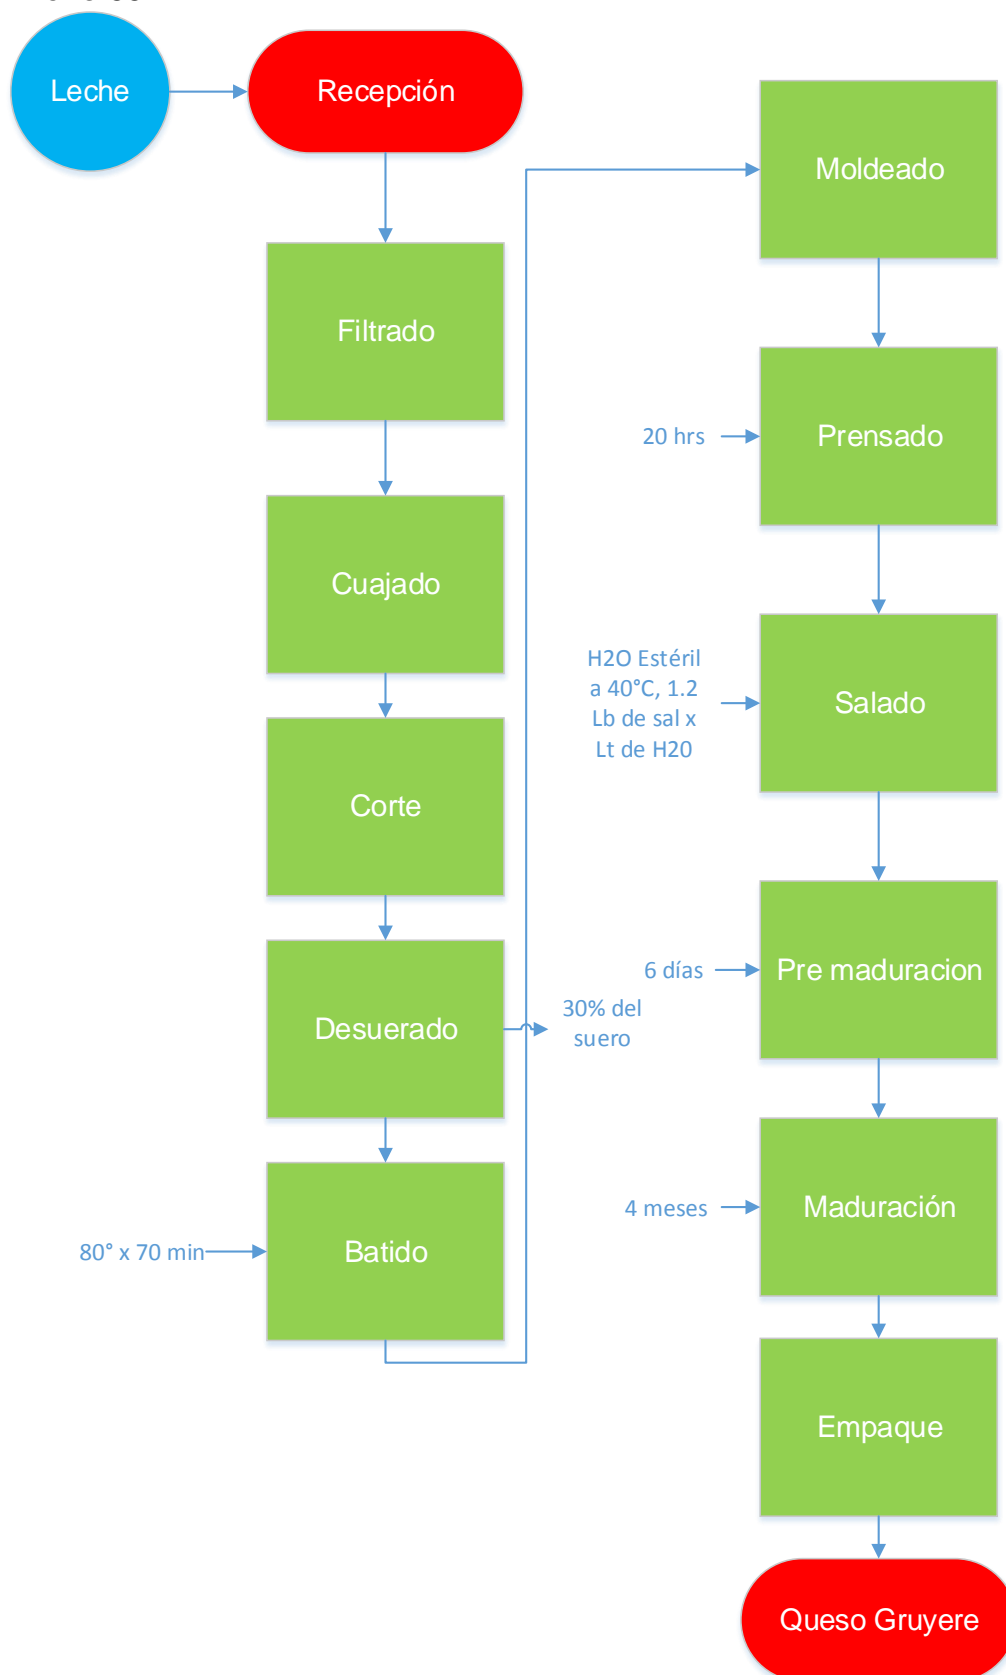 Leche
Recepción
Filtrado
Cuajado
Corte
Desuerado
30% del
suero
80° x 70 min
Batido
Moldeado
20 hrs
Prensado
H2O Estéril
a 40°C, 1.2
Lb de sal x
Lt de H20
Salado
6 días
Pre maduracion
4 meses
Maduración
Empaque
Queso Gruyere